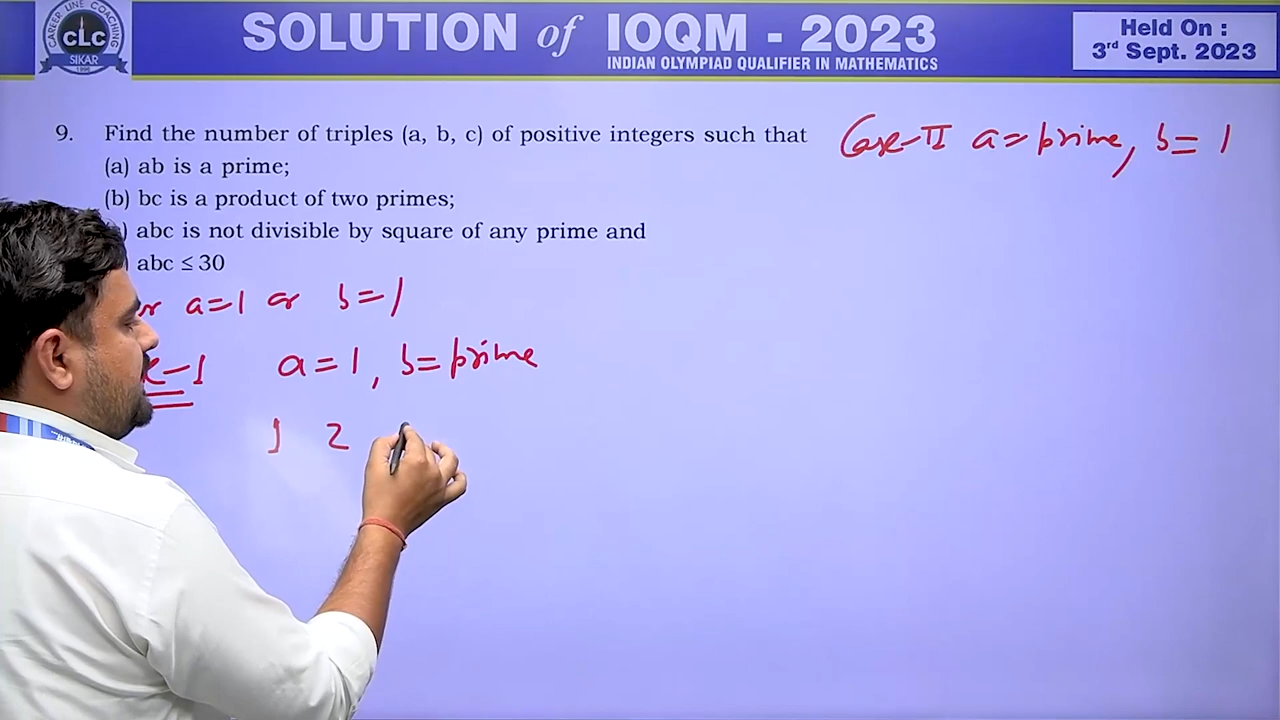 CAREER LINE COACHING
CLC
SIKAR
1996
SOLUTION of IOQM - 2023
INDIAN OLYMPIAD QUALIFIER IN MATHEMATICS
Held On :
3rd Sept. 2023
9. Find the number of triples (a, b, c) of positive integers such that
(a) ab is a prime;
(b) bc is a product of two primes;
) abc is not divisible by square of any prime and
) abc ≤ 30
a=1 or b=1
-1 a=1, b=prime
1 2
Case-II a=prime, b=1